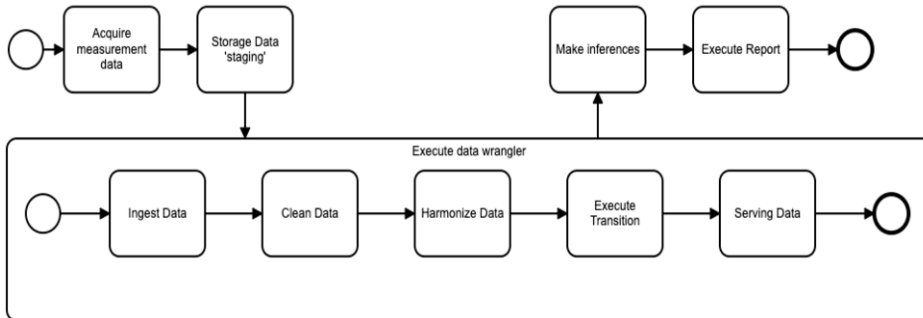 Acquire
measurement
data
Storage Data
'staging'
Make inferences
Execute Report
Execute data wrangler
Ingest Data
Clean Data
Harmonize Data
Execute
Transition
Serving Data